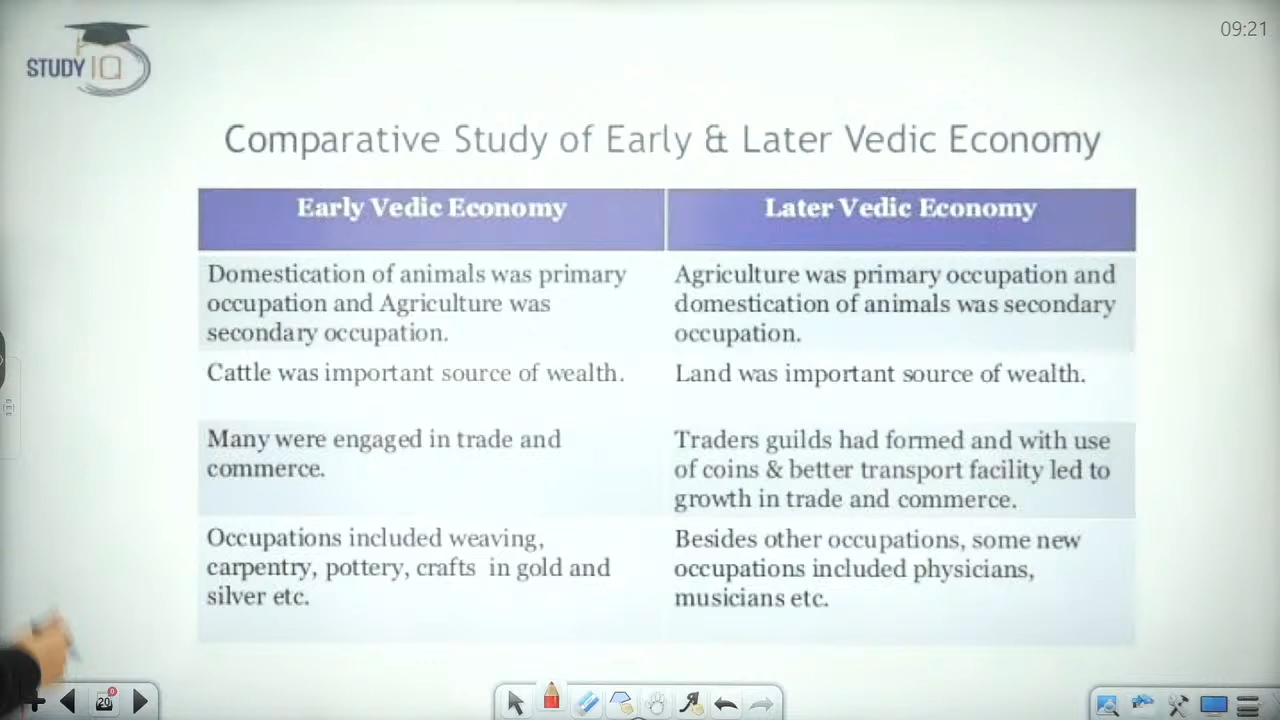 STUDY IQ
09:21
Comparative Study of Early & Later Vedic Economy
Early Vedic Economy
Later Vedic Economy
Domestication of animals was primary
occupation and Agriculture was
secondary occupation.
Agriculture was primary occupation and
domestication of animals was secondary
occupation.
Cattle was important source of wealth.
Land was important source of wealth.
Many were engaged in trade and
commerce.
Traders guilds had formed and with use
of coins & better transport facility led to
growth in trade and commerce.
Occupations included weaving,
carpentry, pottery, crafts in gold and
silver etc.
Besides other occupations, some new
occupations included physicians,
musicians etc.
20
0